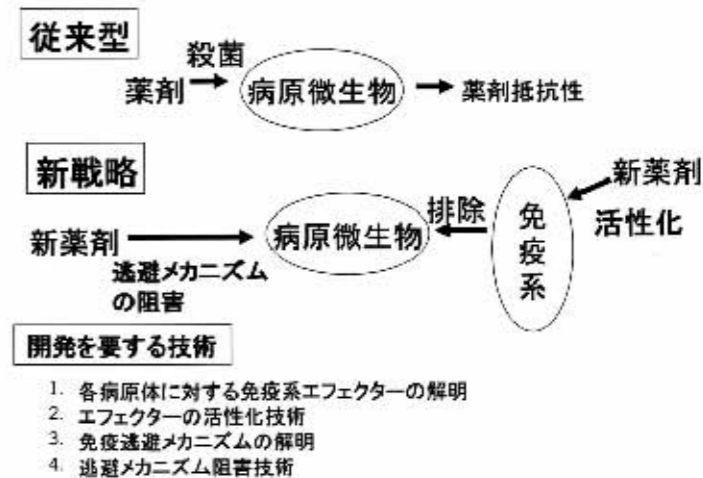 従来型
殺菌
薬剤
病原微生物
薬剤抵抗性
新戦略
新薬剤
活性化
免疫系
排除
病原微生物
新薬剤
逃避メカニズム
の阻害
開発を要する技術
1. 各病原体に対する免疫系エフェクターの解明
2. エフェクターの活性化技術
3. 免疫逃避メカニズムの解明
4. 逃避メカニズム阻害技術